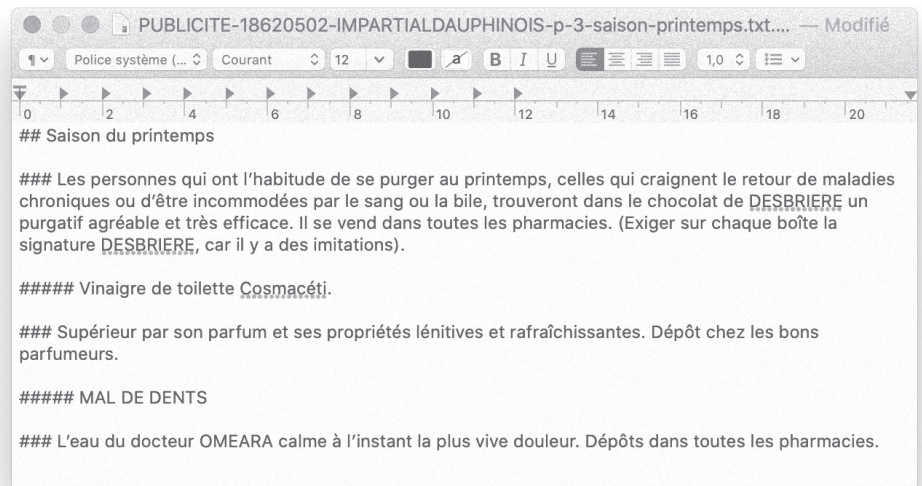 PUBLICITE-18620502-IMPARTIALDAUPHINOIS-p-3-saison-printemps.txt.... — Modifié
¶ Police système (... Courant 12 a B I U 1,0
0 2 4 6 8 10 12 14 16 18 20
## Saison du printemps
### Les personnes qui ont l’habitude de se purger au printemps, celles qui craignent le retour de maladies
chroniques ou d’être incommodées par le sang ou la bile, trouveront dans le chocolat de DESBRIERE un
purgatif agréable et très efficace. Il se vend dans toutes les pharmacies. (Exiger sur chaque boîte la
signature DESBRIERE, car il y a des imitations).
##### Vinaigre de toilette Cosmacéti.
### Supérieur par son parfum et ses propriétés lénitives et rafraîchissantes. Dépôt chez les bons
parfumeurs.
##### MAL DE DENTS
### L’eau du docteur OMEARA calme à l’instant la plus vive douleur. Dépôts dans toutes les pharmacies.